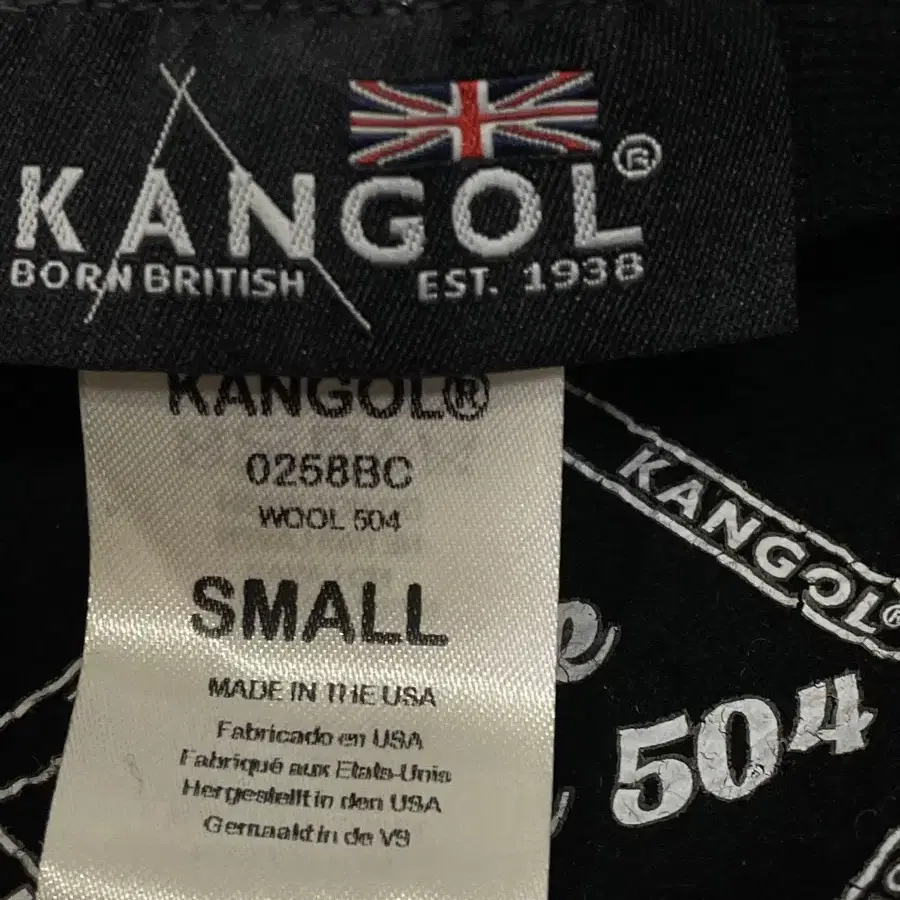 KANGOL®
BORN BRITISH EST. 1938
KANGOL®
0258BC
WOOL 504
SMALL
MADE IN THE USA
Fabricado en USA
Fabriqué aux Etats-Unis
Hergestellt in den USA
Gemaakt in de VS
KANGOL®
504